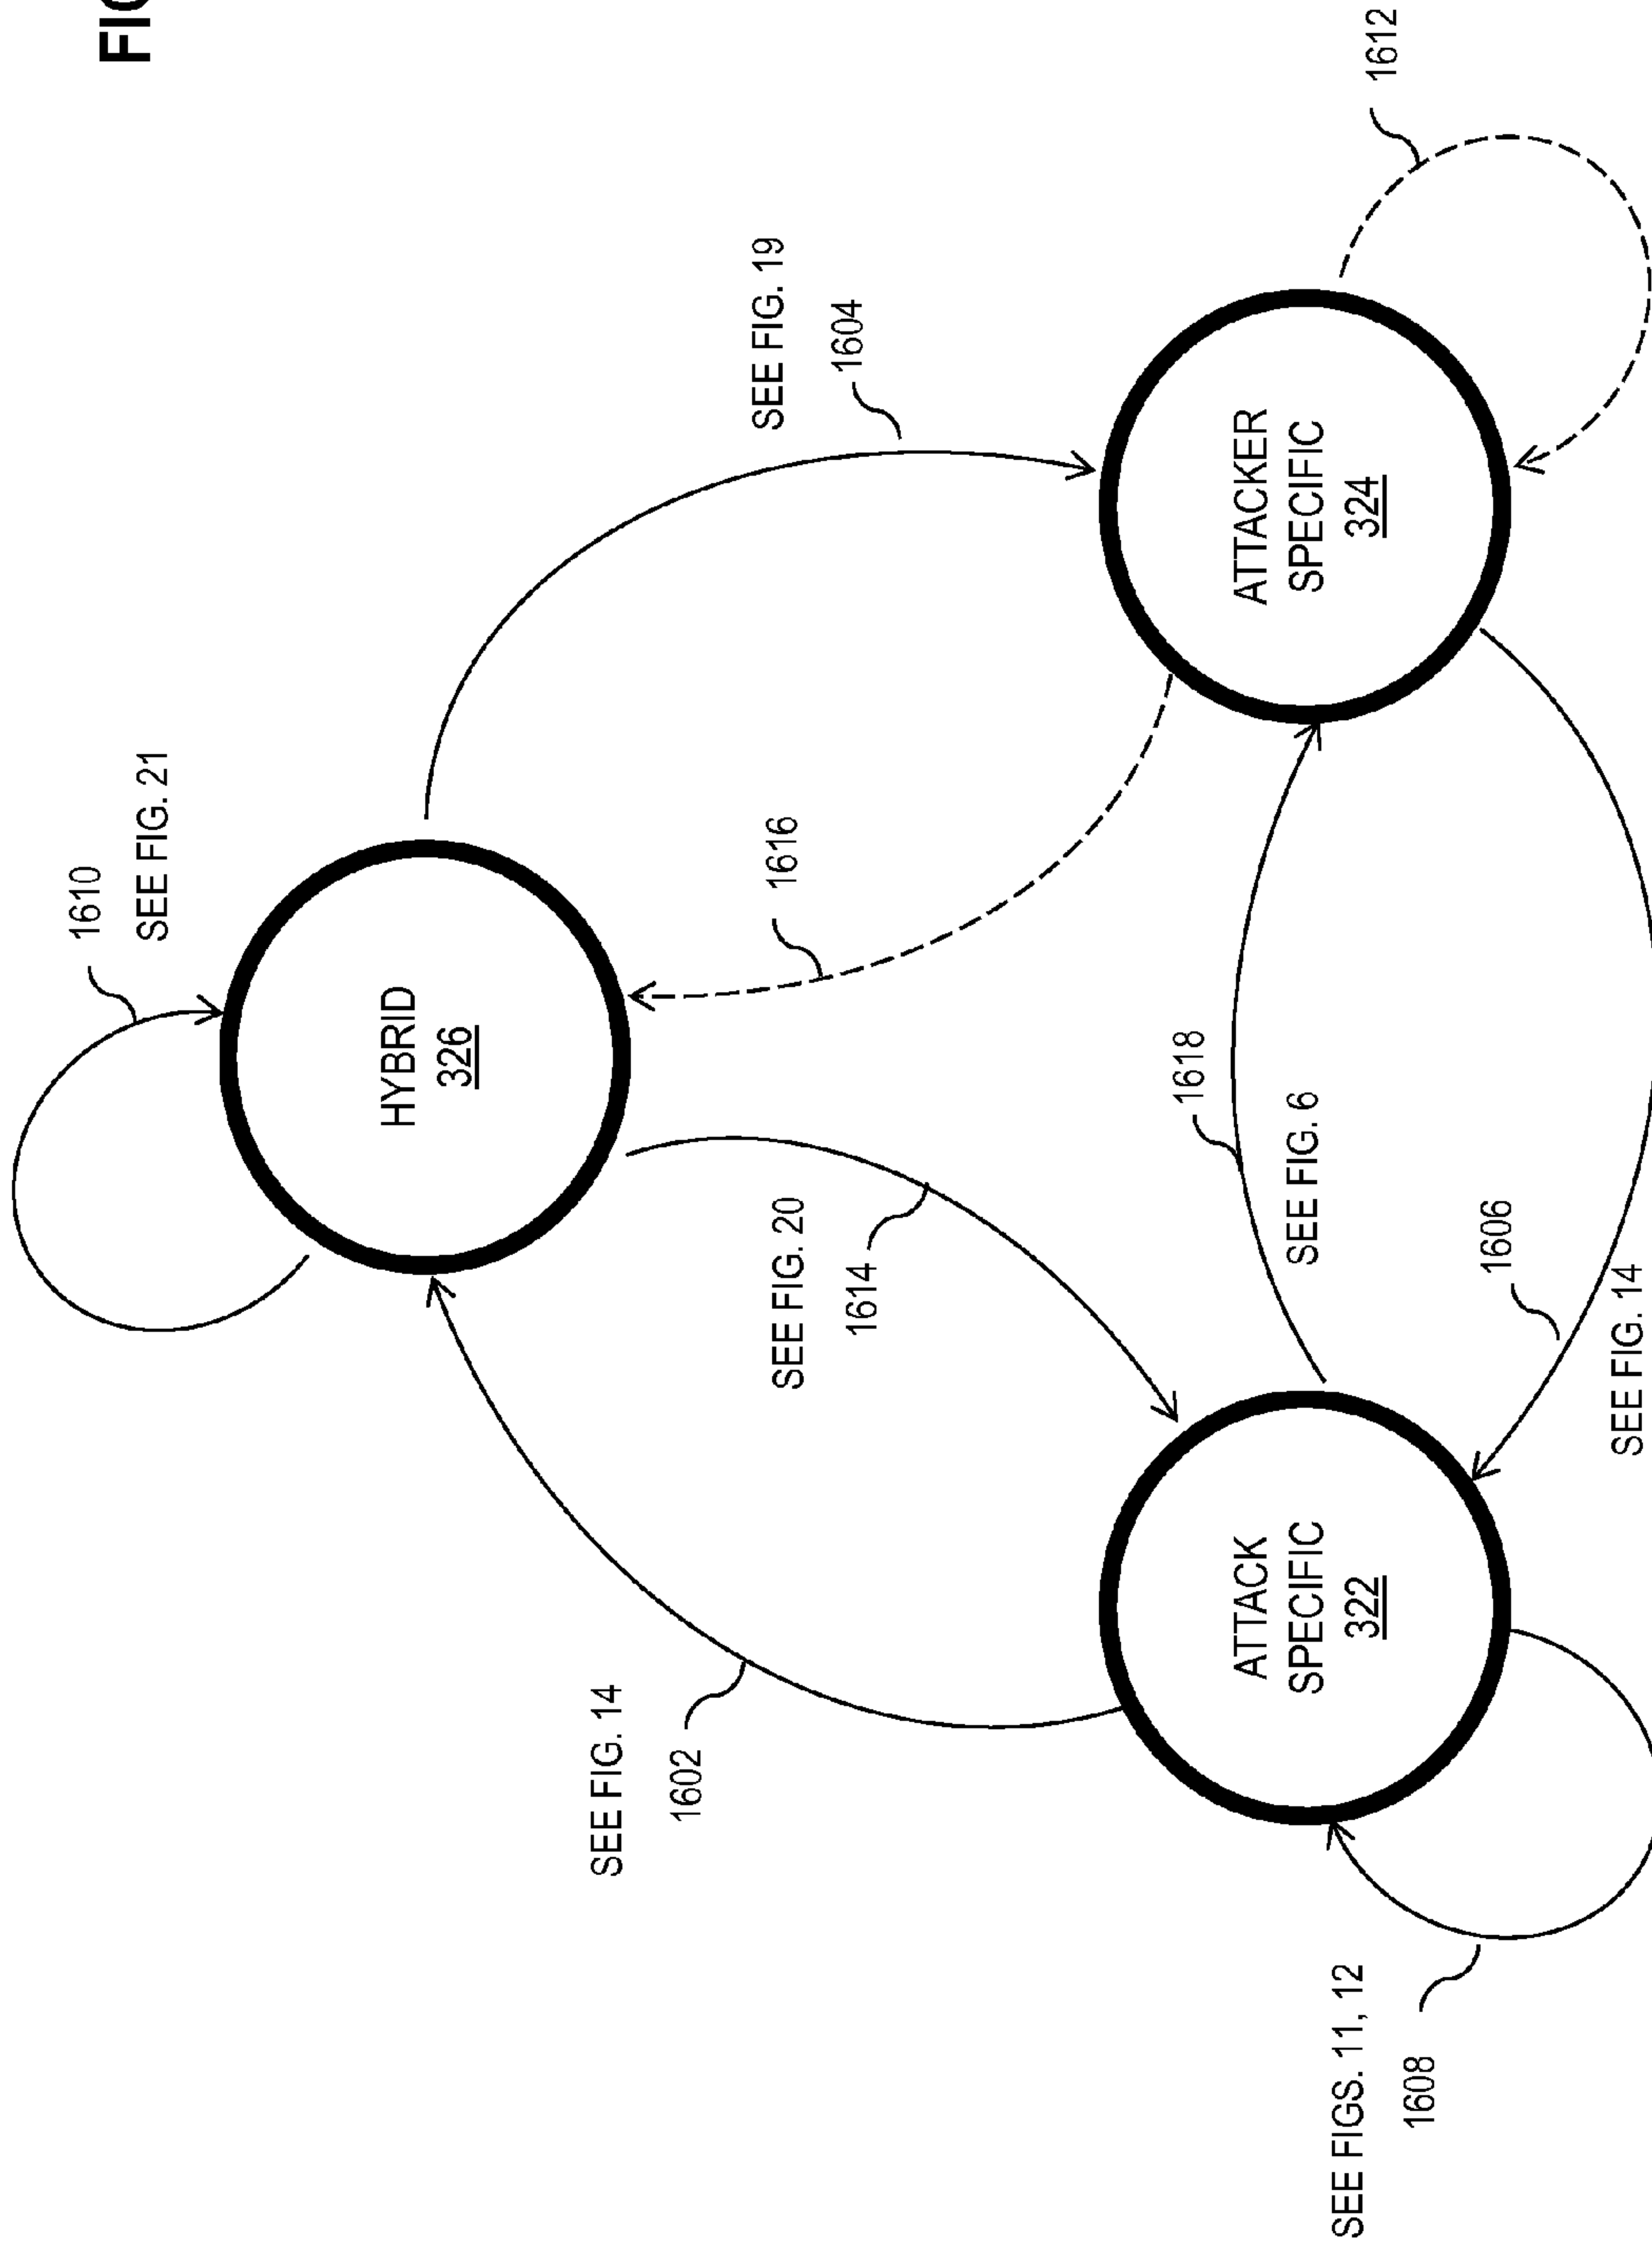 FIG
1610
SEE FIG. 21
HYBRID
326
SEE FIG. 14
1602
SEE FIG. 19
1604
SEE FIG. 20
1614
1616
1618
SEE FIG. 6
ATTACK
SPECIFIC
322
ATTACKER
SPECIFIC
324
SEE FIGS. 11, 12
1608
1612
1606
SEE FIG. 14